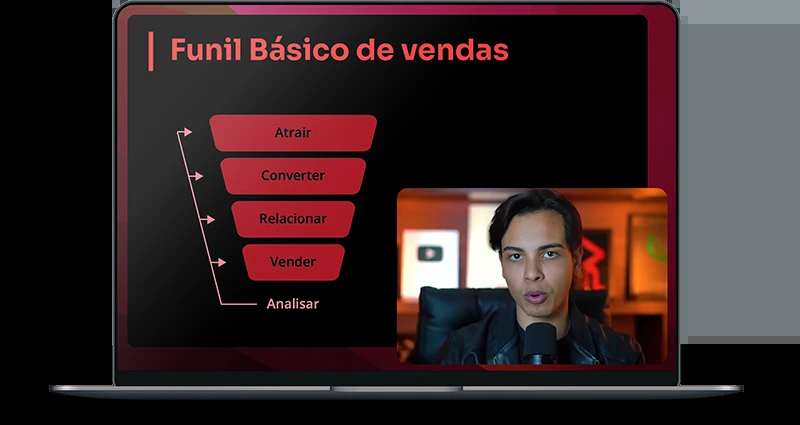 Funil Básico de vendas
Atrair
Converter
Relacionar
Vender
Analisar